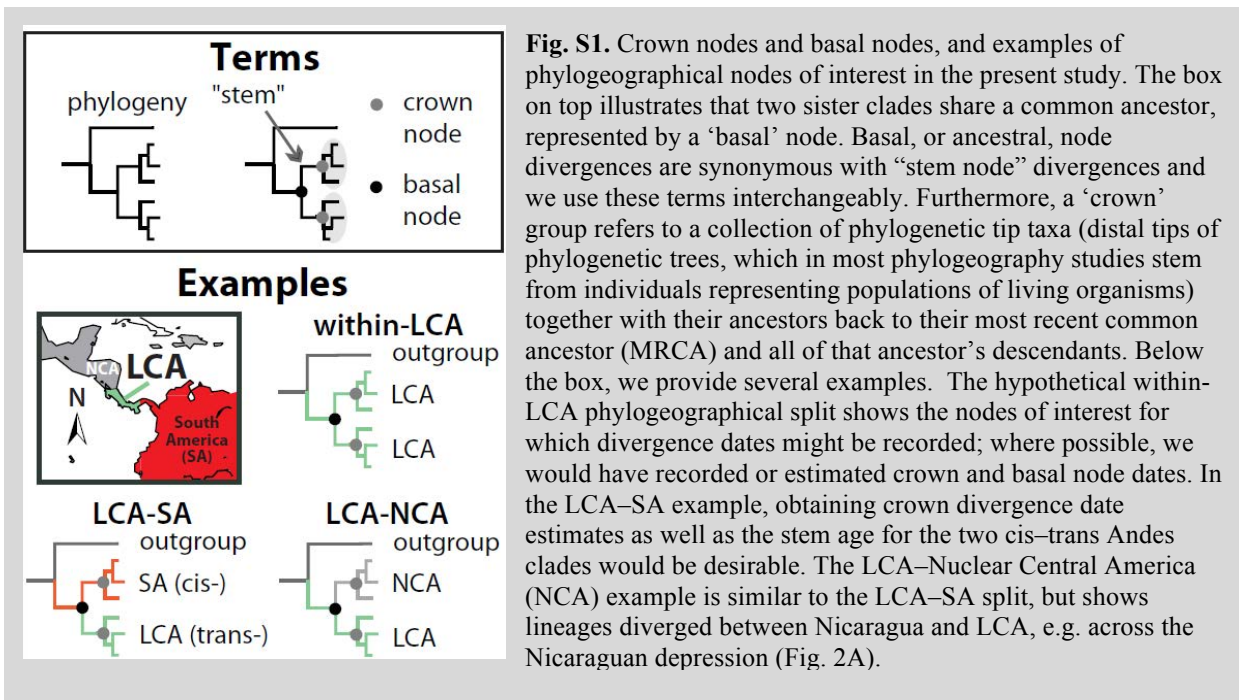 Terms
phylogeny
"stem"
crown
node
basal
node
Examples
NCA
LCA
N
South
America
(SA)
within-LCA
outgroup
LCA
LCA
LCA-SA
outgroup
SA (cis-)
LCA (trans-)
LCA-NCA
outgroup
NCA
LCA
Fig. S1. Crown nodes and basal nodes, and examples of
phylogeographical nodes of interest in the present study. The box
on top illustrates that two sister clades share a common ancestor,
represented by a ‘basal’ node. Basal, or ancestral, node
divergences are synonymous with “stem node” divergences and
we use these terms interchangeably. Furthermore, a ‘crown’
group refers to a collection of phylogenetic tip taxa (distal tips of
phylogenetic trees, which in most phylogeography studies stem
from individuals representing populations of living organisms)
together with their ancestors back to their most recent common
ancestor (MRCA) and all of that ancestor’s descendants. Below
the box, we provide several examples.  The hypothetical within-
LCA phylogeographical split shows the nodes of interest for
which divergence dates might be recorded; where possible, we
would have recorded or estimated crown and basal node dates. In
the LCA–SA example, obtaining crown divergence date
estimates as well as the stem age for the two cis–trans Andes
clades would be desirable. The LCA–Nuclear Central America
(NCA) example is similar to the LCA–SA split, but shows
lineages diverged between Nicaragua and LCA, e.g. across the
Nicaraguan depression (Fig. 2A).